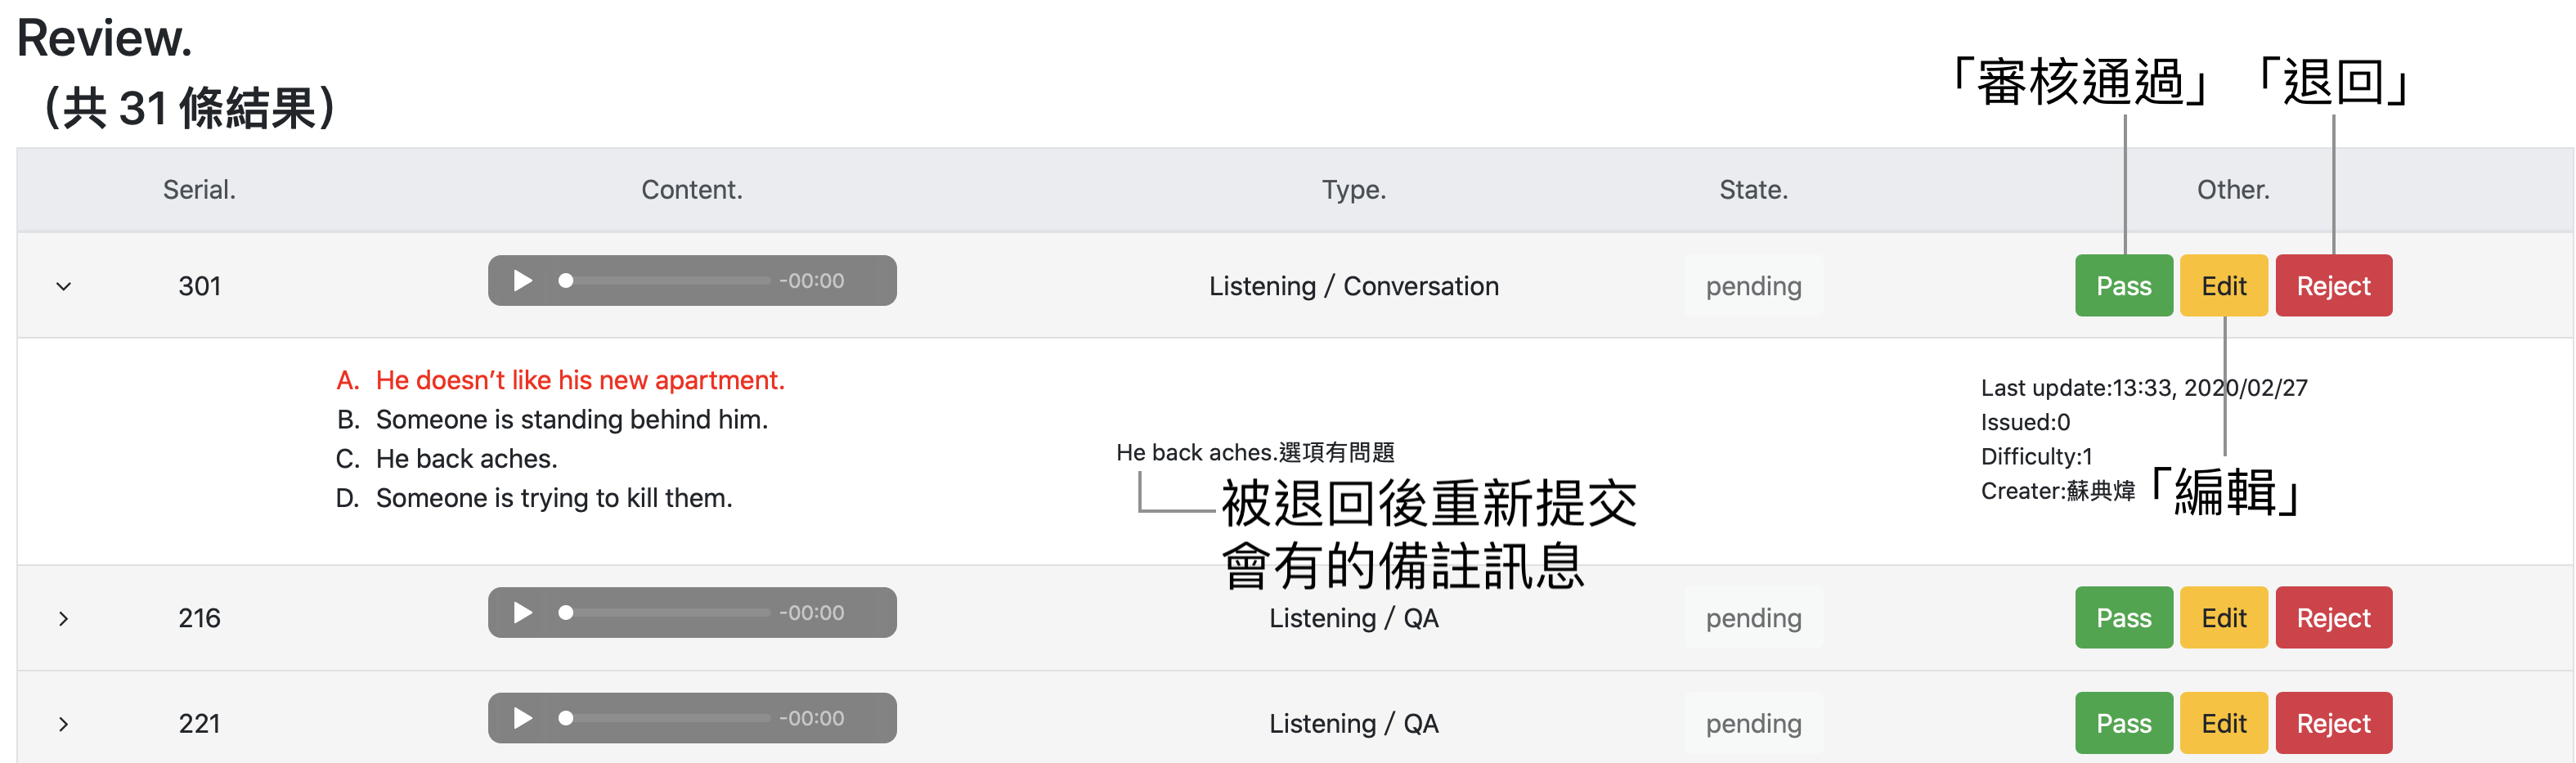 Review.
（共 31 條結果）
「審核通過」「退回」
Serial. Content. Type. State. Other.
301 -00:00 Listening / Conversation pending Pass Edit Reject
A. He doesn’t like his new apartment.
B. Someone is standing behind him.
C. He back aches.
D. Someone is trying to kill them.
He back aches.選項有問題
被退回後重新提交
會有的備註訊息
Last update:13:33, 2020/02/27
Issued:0
Difficulty:1
Creater:蘇典煒
「編輯」
216 -00:00 Listening / QA pending Pass Edit Reject
221 -00:00 Listening / QA pending Pass Edit Reject